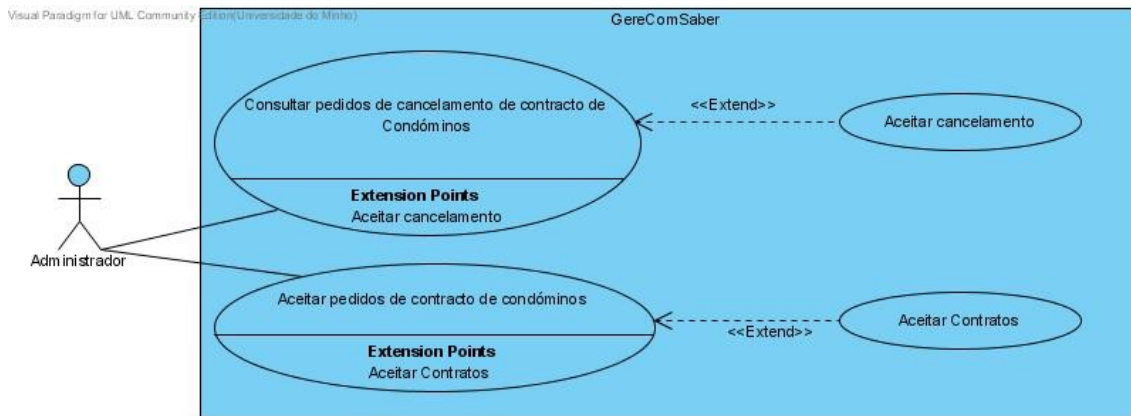 Visual Paradigm for UML Community Edition(Universidade do Minho)
GereComSaber
Consultar pedidos de cancelamento de contracto de
Condóminos
<<Extend>>
Aceitar cancelamento
Extension Points
Aceitar cancelamento
Administrador
Aceitar pedidos de contracto de condóminos
<<Extend>>
Aceitar Contratos
Extension Points
Aceitar Contratos